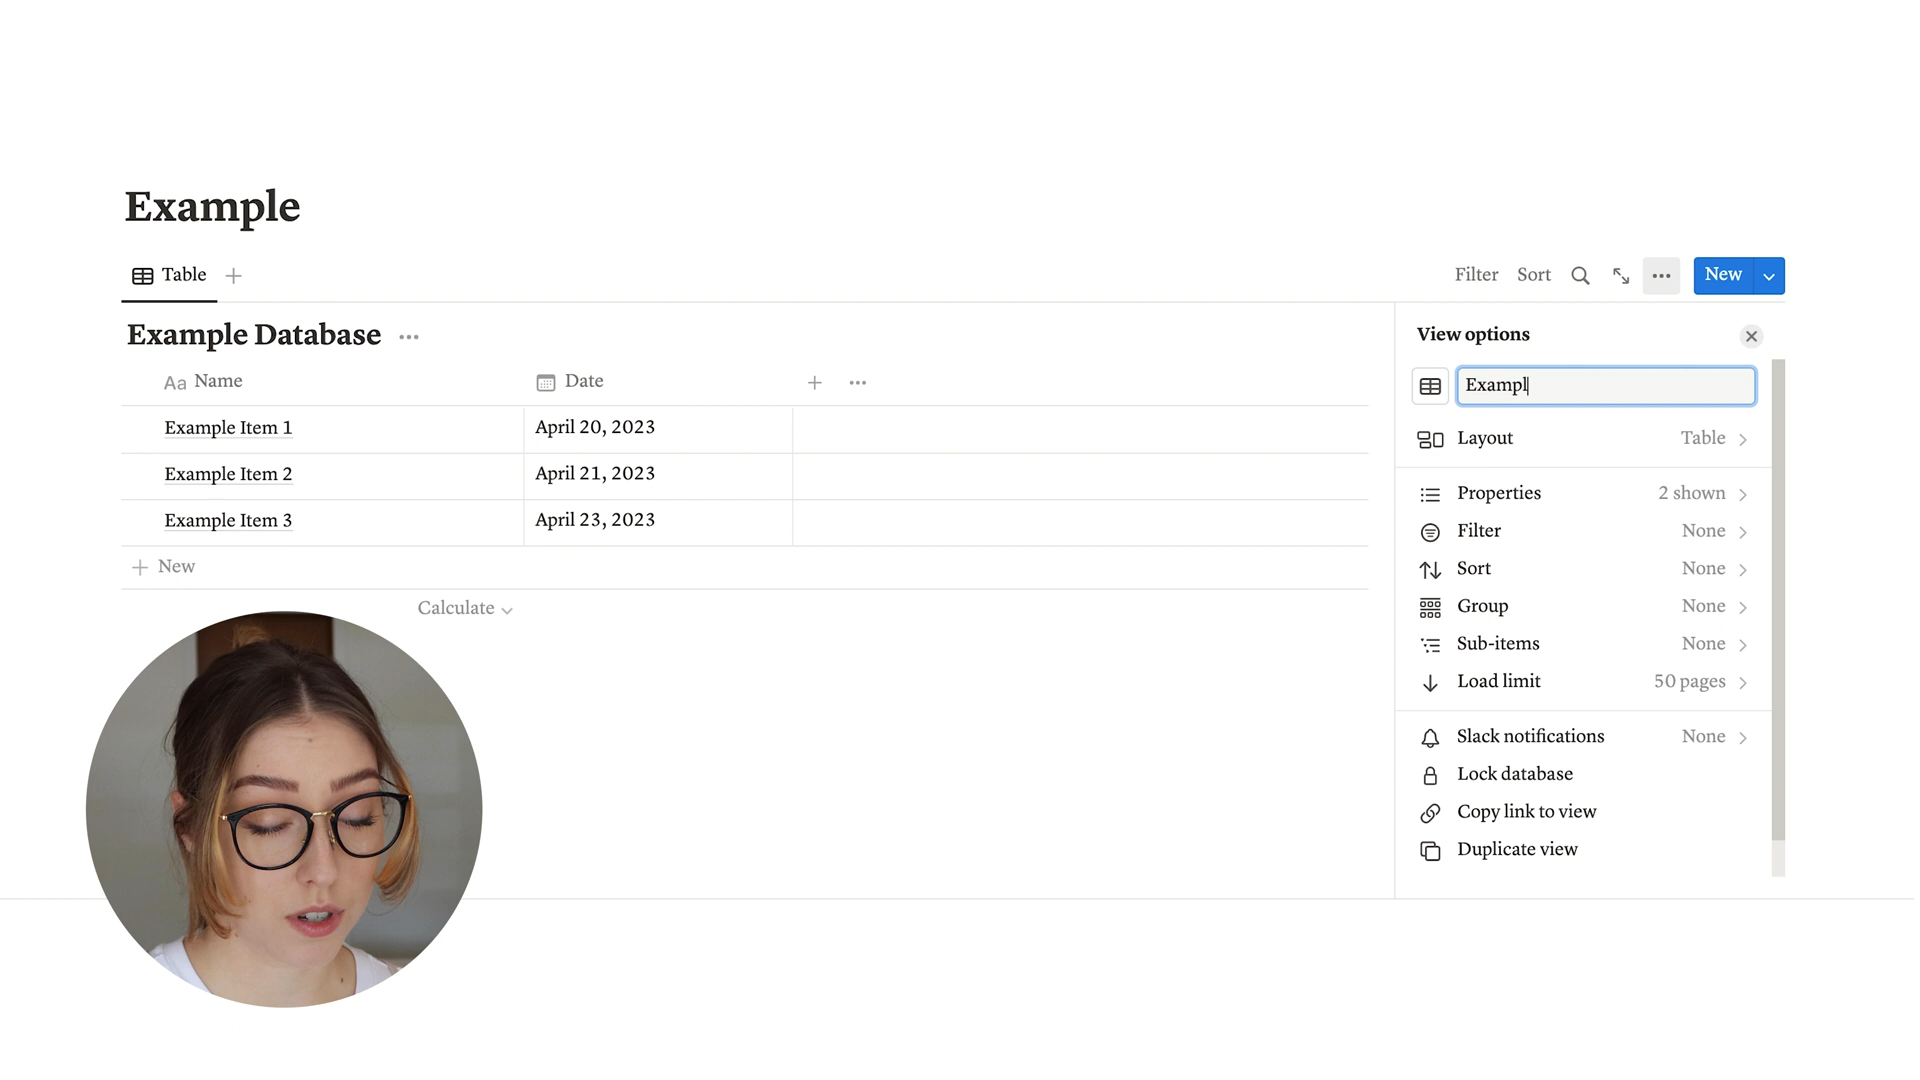 Example
Table
Filter Sort New
Example Database
View options
Aa Name Date
Exampl
Example Item 1 April 20, 2023
Layout Table
Example Item 2 April 21, 2023
Properties 2 shown
Example Item 3 April 23, 2023
Filter None
New
Sort None
Calculate
Group None
Sub-items None
Load limit 50 pages
Slack notifications None
Lock database
Copy link to view
Duplicate view